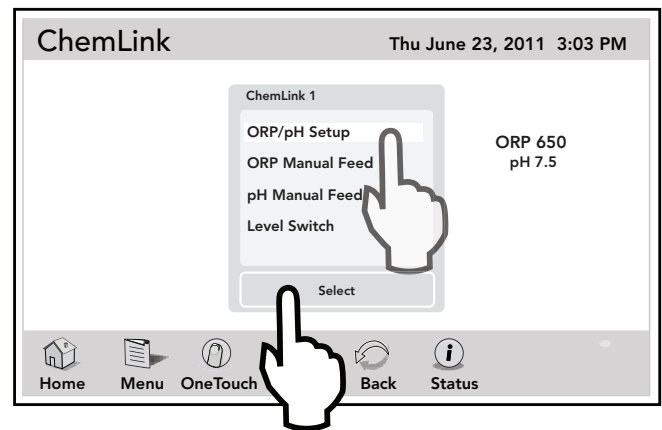 ChemLink
Thu June 23, 2011 3:03 PM
ChemLink 1
ORP/pH Setup
ORP Manual Feed
pH Manual Feed
Level Switch
Select
ORP 650
pH 7.5
Home
Menu
OneTouch
Back
Status